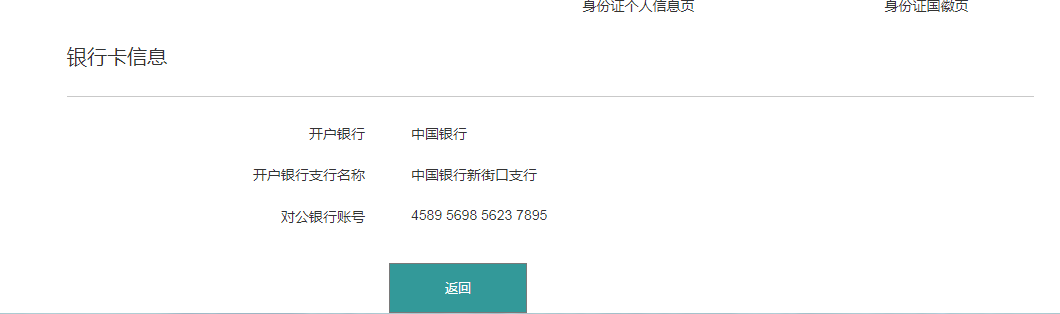 身份证个人信息页 身份证国徽页
银行卡信息
开户银行 中国银行
开户银行支行名称 中国银行新街口支行
对公银行账号 4589 5698 5623 7895
返回